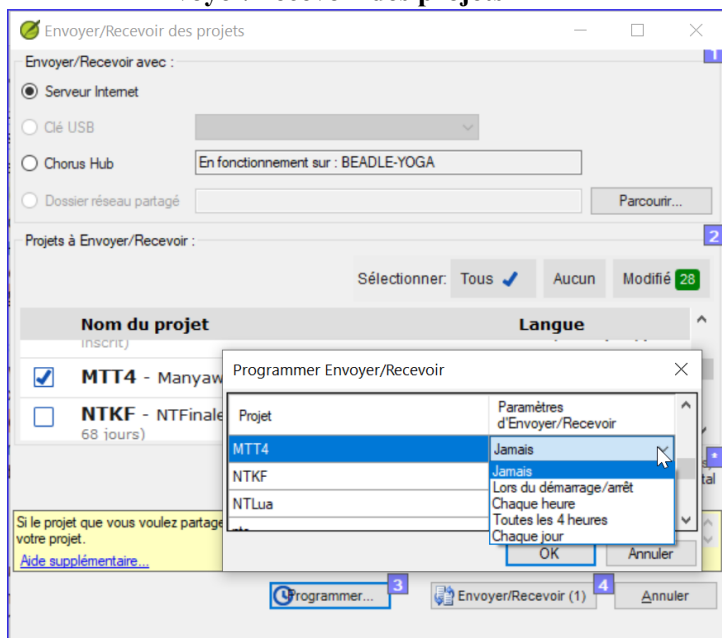 Envoyer/Recevoir des projets
Envoyer/Recevoir avec :
1
Serveur Internet
Clé USB
Chorus Hub
En fonctionnement sur : BEADLE-YOGA
Dossier réseau partagé
Parcourir...
Projets à Envoyer/Recevoir :
2
Sélectionner: Tous Aucun Modifié 28
Nom du projet Langue
inscrit)
MTT4 - Manyaw
NTKF - NTFinale
68 jours)
Programmer Envoyer/Recevoir
Projet
Paramètres
d'Envoyer/Recevoir
MTT4 Jamais
NTKF
NTLua
Jamais
Lors du démarrage/arrêt
Chaque heure
Toutes les 4 heures
Chaque jour
OK Annuler
*
tal
Si le projet que vous voulez partage
votre projet.
Aide supplémentaire...
Programmer... 3
Envoyer/Recevoir (1) 4
Annuler